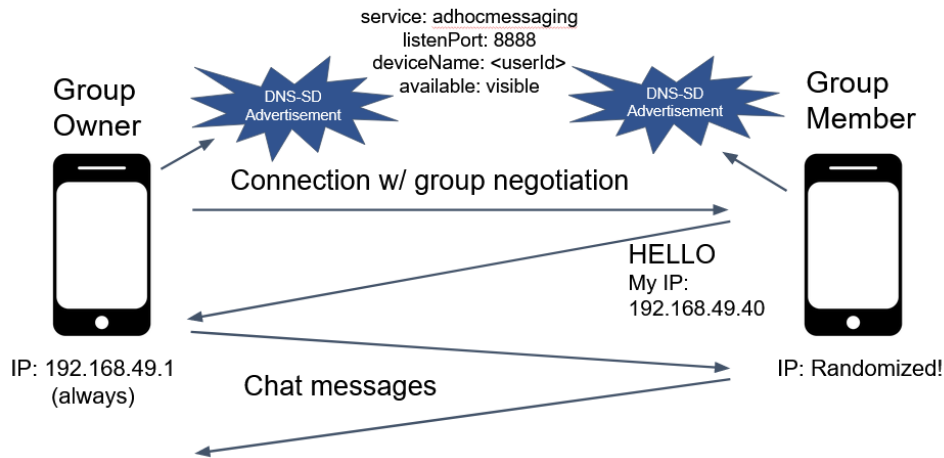 service: adhocmessaging
listenPort: 8888
deviceName: <userId>
available: visible
Group
Owner
DNS-SD
Advertisement
DNS-SD
Advertisement
Group
Member
Connection w/ group negotiation
HELLO
My IP:
192.168.49.40
IP: 192.168.49.1
(always)
Chat messages
IP: Randomized!